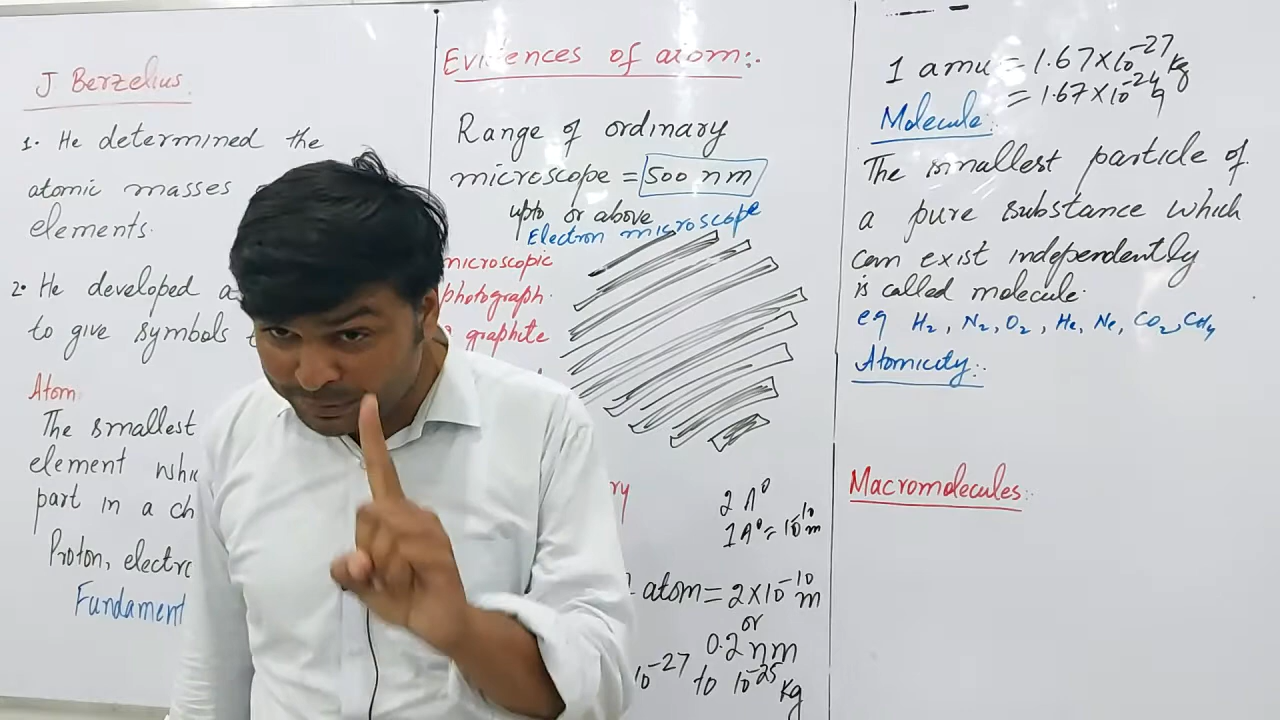 J Berzelius.
1. He determined the
atomic masses
elements.
2. He developed a
to give symbols
Atom
The smallest
element whic
part in a ch
Proton, electro
Fundament
Evidences of atom:.
Range of ordinary
microscope = 500 nm
upto or above
Electron microscope
microscopic
photograph.
graphite
ry
2 A°
1A° = 10^-10 m
atom = 2×10^-10 m
or
0.2 nm
10^-27 to 10^-25 kg
1 amu = 1.67×10^-27 kg
= 1.67×10^-24 g
Molecule:.
The smallest particle of
a pure substance which
can exist independently
is called molecule.
eg H2, N2, O2, He, Ne, CO2, CH4
Atomicity:.
Macromolecules:.